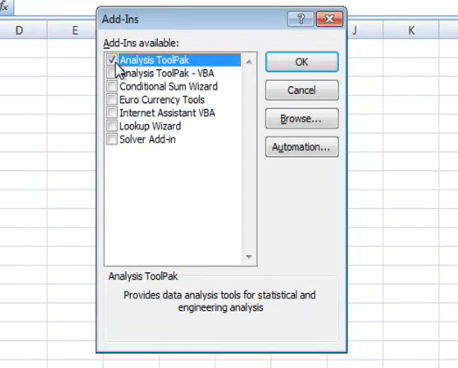 fx
Add-Ins
?
D E J K L
Add-Ins available:
Analysis ToolPak
Analysis ToolPak - VBA
Conditional Sum Wizard
Euro Currency Tools
Internet Assistant VBA
Lookup Wizard
Solver Add-in
OK
Cancel
Browse...
Automation...
Analysis ToolPak
Provides data analysis tools for statistical and
engineering analysis